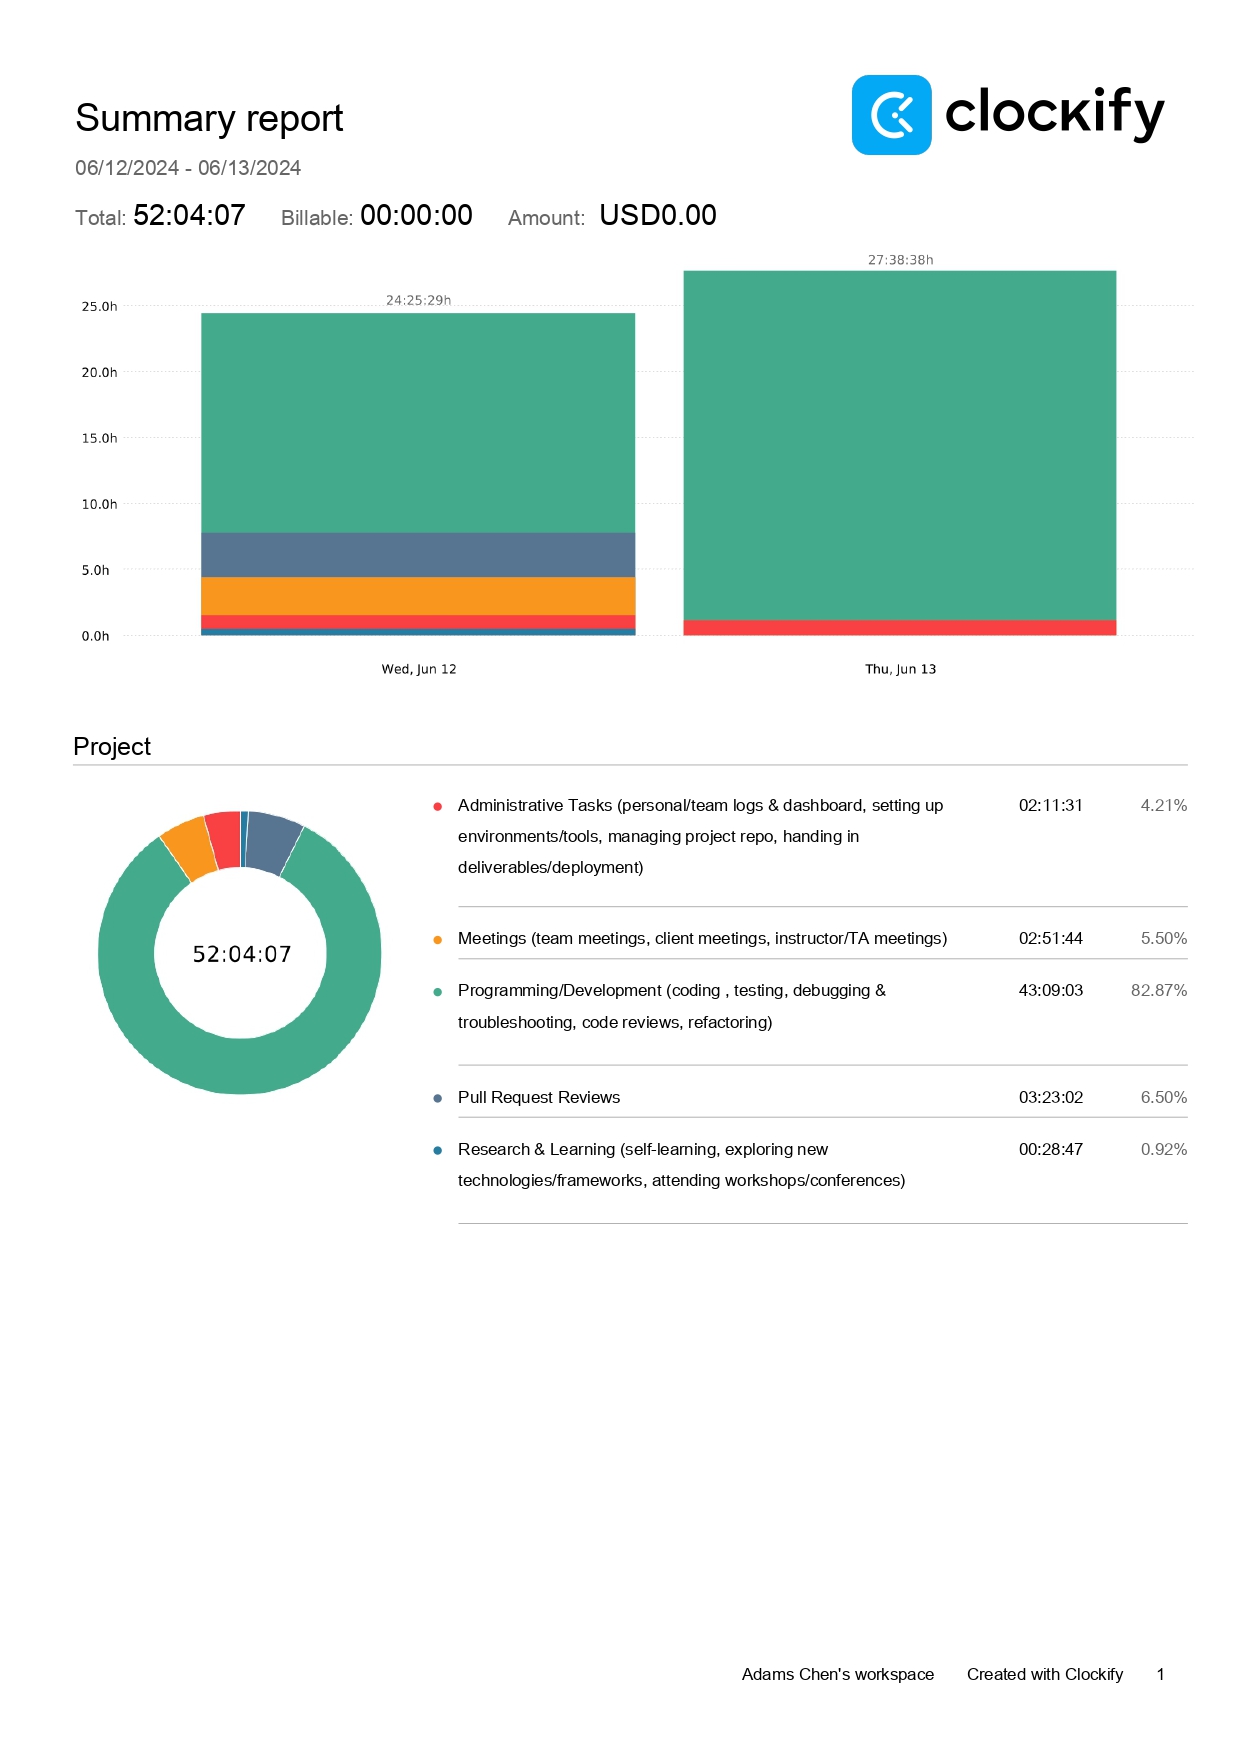 Summary report
clockify
06/12/2024 - 06/13/2024
Total: 52:04:07 Billable: 00:00:00 Amount: USD0.00
27:38:38h
24:25:29h
25.0h
20.0h
15.0h
10.0h
5.0h
0.0h
Wed, Jun 12 Thu, Jun 13
Project
52:04:07
Administrative Tasks (personal/team logs & dashboard, setting up 02:11:31 4.21%
environments/tools, managing project repo, handing in
deliverables/deployment)
Meetings (team meetings, client meetings, instructor/TA meetings) 02:51:44 5.50%
Programming/Development (coding , testing, debugging & 43:09:03 82.87%
troubleshooting, code reviews, refactoring)
Pull Request Reviews 03:23:02 6.50%
Research & Learning (self-learning, exploring new 00:28:47 0.92%
technologies/frameworks, attending workshops/conferences)
Adams Chen's workspace Created with Clockify 1